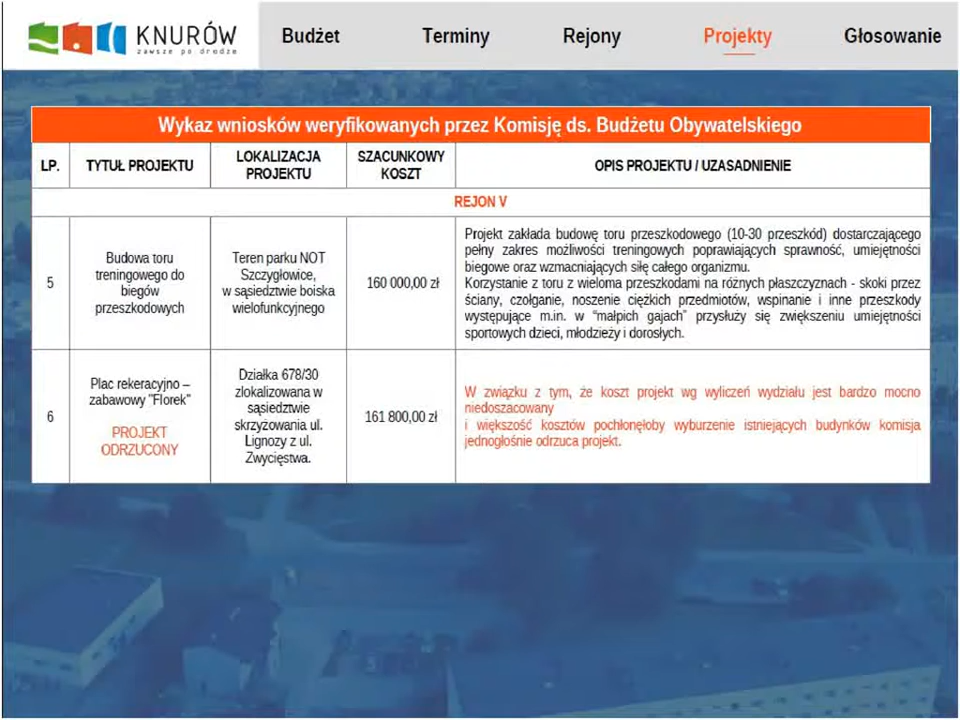 KNURÓW
zawsze po drodze
Budżet Terminy Rejony Projekty Głosowanie
Wykaz wniosków weryfikowanych przez Komisję ds. Budżetu Obywatelskiego
LP. TYTUŁ PROJEKTU LOKALIZACJA PROJEKTU SZACUNKOWY KOSZT OPIS PROJEKTU / UZASADNIENIE
REJON V
5
Budowa toru
treningowego do
biegów
przeszkodowych
Teren parku NOT
Szczygłowice,
w sąsiedztwie boiska
wielofunkcyjnego
160 000,00 zł
Projekt zakłada budowę toru przeszkodowego (10-30 przeszkód) dostarczającego
pełny zakres możliwości treningowych poprawiających sprawność, umiejętności
biegowe oraz wzmacniających siłę całego organizmu.
Korzystanie z toru z wieloma przeszkodami na różnych płaszczyznach - skoki przez
ściany, czołganie, noszenie ciężkich przedmiotów, wspinanie i inne przeszkody
występujące m.in. w “małpich gajach” przysłuży się zwiększeniu umiejętności
sportowych dzieci, młodzieży i dorosłych.
6
Plac rekeracyjno –
zabawowy "Florek"
PROJEKT
ODRZUCONY
Działka 678/30
zlokalizowana w
sąsiedztwie
skrzyżowania ul.
Lignozy z ul.
Zwycięstwa.
161 800,00 zł
W związku z tym, że koszt projekt wg wyliczeń wydziału jest bardzo mocno
niedoszacowany
i większość kosztów pochłonęłoby wyburzenie istniejących budynków komisja
jednogłośnie odrzuca projekt.